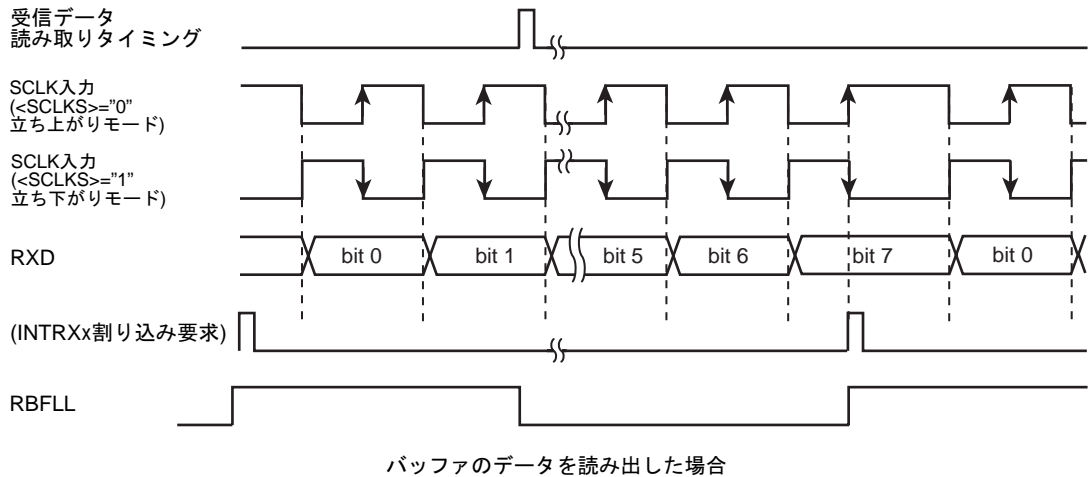 受信データ
読み取りタイミング
SCLK入力
(<SCLKS>="0"
立ち上がりモード)
SCLK入力
(<SCLKS>="1"
立ち下がりモード)
RXD
bit 0
bit 1
bit 5
bit 6
bit 7
bit 0
(INTRXx割り込み要求)
RBFLL
バッファのデータを読み出した場合